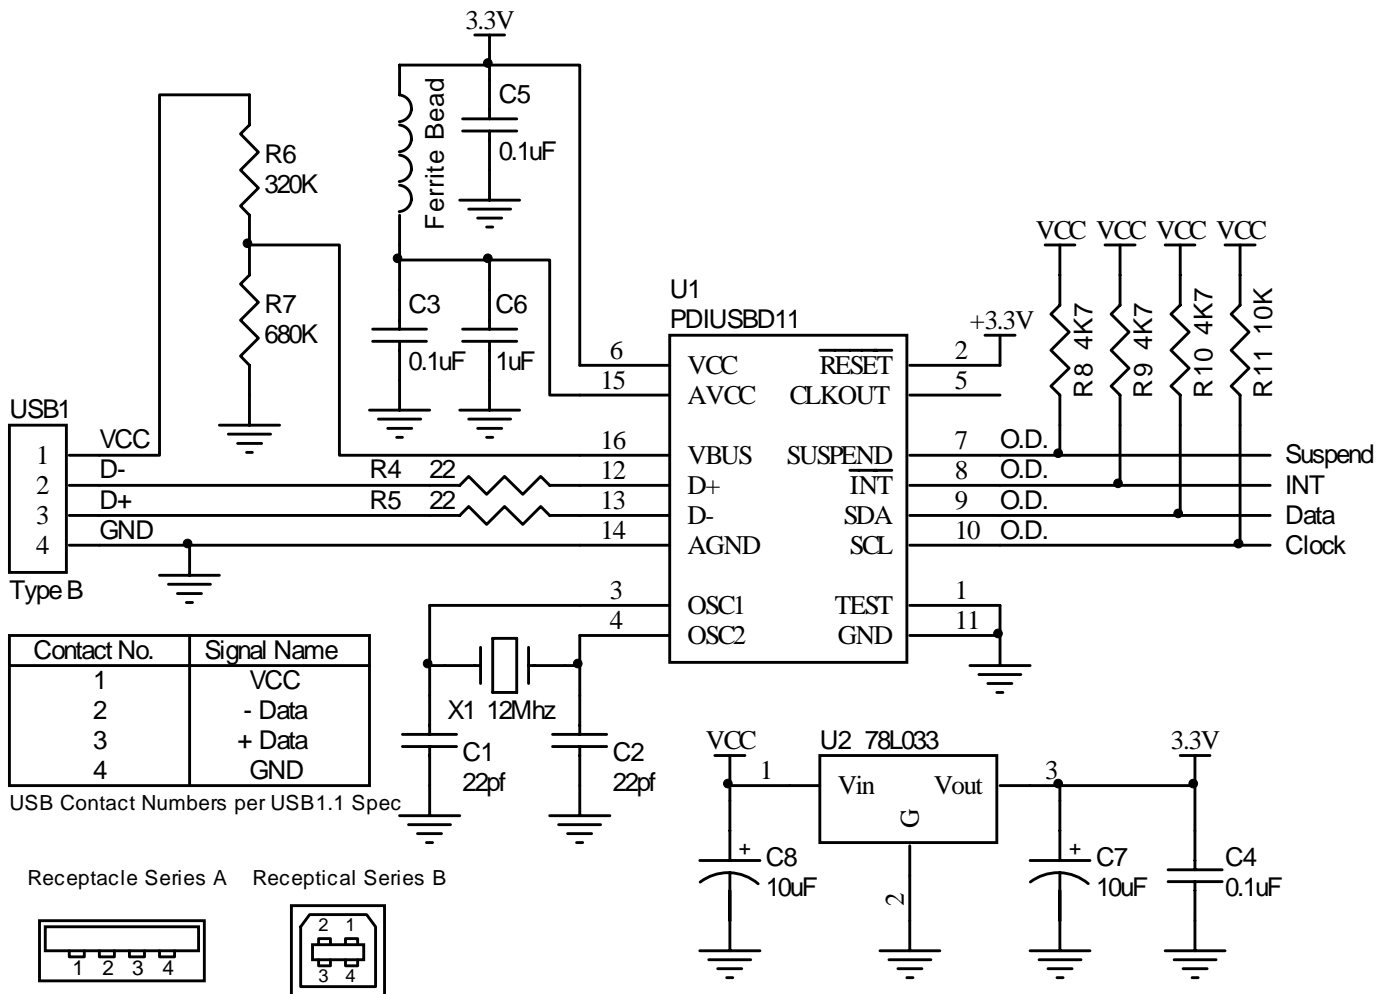 3.3V
C5
0.1uF
Ferrite Bead
R6
320K
R7
680K
C3
0.1uF
C6
1uF
USB1
1
2
3
4
VCC
D-
D+
GND
Type B
R4 22
R5 22
U1
PDIUSBD11
6 VCC
15 AVCC
16 VBUS
12 D+
13 D-
14 AGND
3 OSC1
4 OSC2
RESET 2
CLKOUT 5
SUSPEND 7 O.D.
INT 8 O.D.
SDA 9 O.D.
SCL 10 O.D.
TEST 1
GND 11
+3.3V
VCC VCC VCC VCC
R8 4K7
R9 4K7
R10 4K7
R11 10K
Suspend
INT
Data
Clock
Contact No. Signal Name
1 VCC
2 - Data
3 + Data
4 GND
USB Contact Numbers per USB1.1 Spec
X1 12Mhz
C1
22pf
C2
22pf
VCC
U2 78L033
3.3V
1 Vin Vout 3
G
2
C8
+
10uF
C7
+
10uF
C4
0.1uF
Receptacle Series A Receptical Series B
1 2 3 4
2 1
3 4